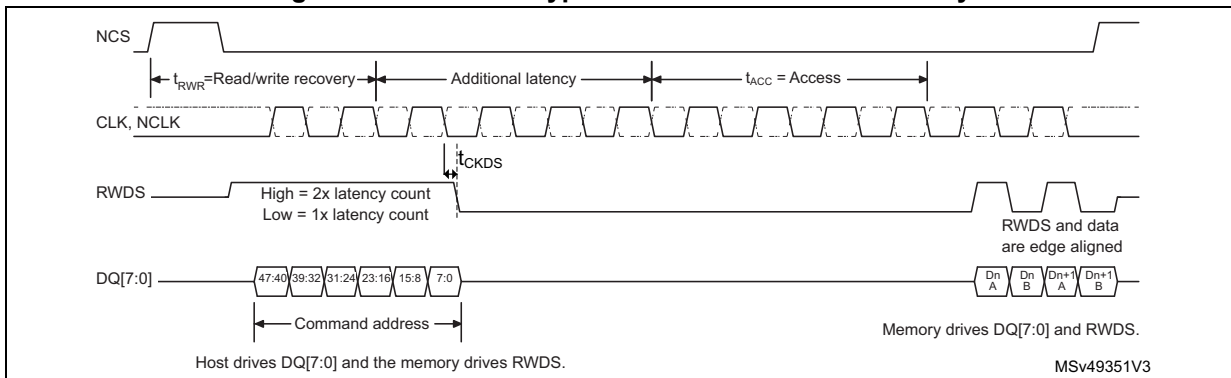 NCS
tRWR=Read/write recovery
Additional latency
tACC = Access
CLK, NCLK
tCKDS
RWDS
High = 2x latency count
Low = 1x latency count
RWDS and data
are edge aligned
DQ[7:0]
47:40 39:32 31:24 23:16 15:8 7:0
Dn Dn Dn+1 Dn+1
A B A B
Command address
Memory drives DQ[7:0] and RWDS.
Host drives DQ[7:0] and the memory drives RWDS.
MSv49351V3